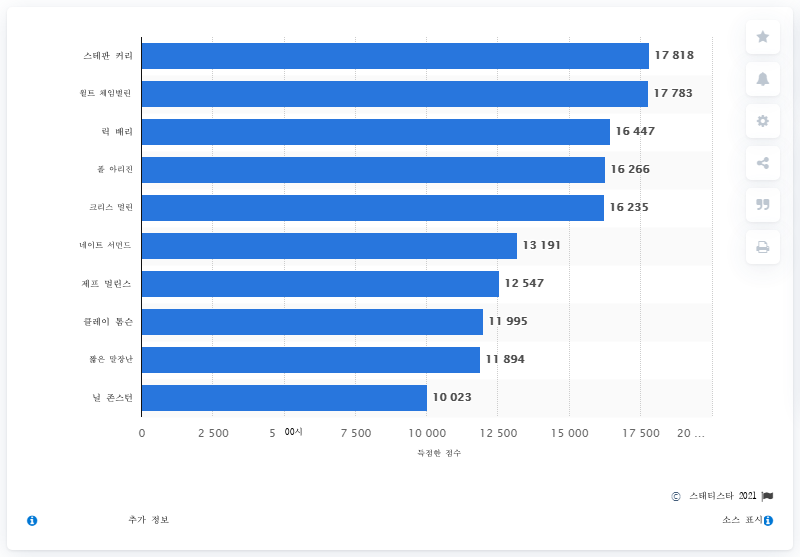 스테판 커리 17 818
윌트 체임벌린 17 783
릭 배리 16 447
폴 아리진 16 266
크리스 멀린 16 235
네이트 서먼드 13 191
제프 멀린스 12 547
클레이 톰슨 11 995
짧은 말장난 11 894
닐 존스턴 10 023
0 2 500 5 00시 7 500 10 000 12 500 15 000 17 500 20 ...
득점한 점수
© 스태티스타 2021
추가 정보 소스 표시